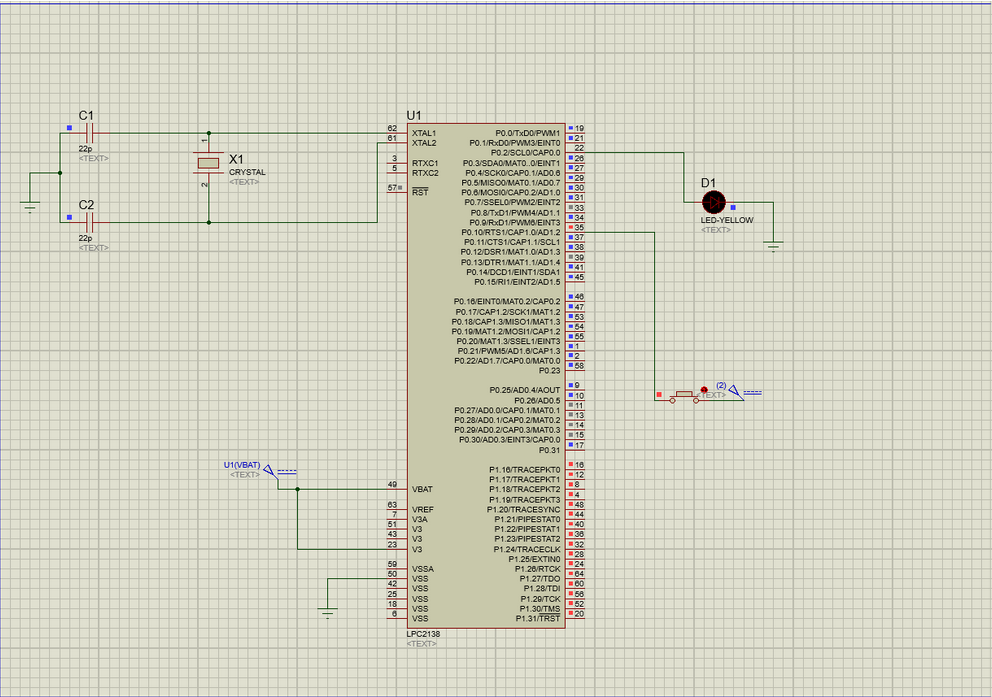 C1
22p
<TEXT>
X1
CRYSTAL
<TEXT>
1
2
C2
22p
<TEXT>
U1
62 XTAL1
61 XTAL2
3 RTXC1
5 RTXC2
57 RST
49 VBAT
63 VREF
7 V3A
51 V3
43 V3
23 V3
59 VSSA
50 VSS
42 VSS
25 VSS
18 VSS
6 VSS
P0.0/TxD0/PWM1 19
P0.1/RxD0/PWM3/EINT0 21
P0.2/SCL0/CAP0.0 22
P0.3/SDA0/MAT0..0/EINT1 26
P0.4/SCK0/CAP0.1/AD0.6 27
P0.5/MISO0/MAT0.1/AD0.7 29
P0.6/MOSI0/CAP0.2/AD1.0 30
P0.7/SSEL0/PWM2/EINT2 31
P0.8/TxD1/PWM4/AD1.1 33
P0.9/RxD1/PWM6/EINT3 34
P0.10/RTS1/CAP1.0/AD1.2 35
P0.11/CTS1/CAP1.1/SCL1 37
P0.12/DSR1/MAT1.0/AD1.3 38
P0.13/DTR1/MAT1.1/AD1.4 39
P0.14/DCD1/EINT1/SDA1 41
P0.15/RI1/EINT2/AD1.5 45
P0.16/EINT0/MAT0.2/CAP0.2 46
P0.17/CAP1.2/SCK1/MAT1.2 47
P0.18/CAP1.3/MISO1/MAT1.3 53
P0.19/MAT1.2/MOSI1/CAP1.2 54
P0.20/MAT1.3/SSEL1/EINT3 55
P0.21/PWM5/AD1.6/CAP1.3 1
P0.22/AD1.7/CAP0.0/MAT0.0 2
P0.23 58
P0.25/AD0.4/AOUT 9
P0.26/AD0.5 10
P0.27/AD0.0/CAP0.1/MAT0.1 11
P0.28/AD0.1/CAP0.2/MAT0.2 13
P0.29/AD0.2/CAP0.3/MAT0.3 14
P0.30/AD0.3/EINT3/CAP0.0 15
P0.31 17
P1.16/TRACEPKT0 16
P1.17/TRACEPKT1 12
P1.18/TRACEPKT2 8
P1.19/TRACEPKT3 4
P1.20/TRACESYNC 48
P1.21/PIPESTAT0 44
P1.22/PIPESTAT1 40
P1.23/PIPESTAT2 36
P1.24/TRACECLK 32
P1.25/EXTIN0 28
P1.26/RTCK 24
P1.27/TDO 64
P1.28/TDI 60
P1.29/TCK 56
P1.30/TMS 52
P1.31/TRST 20
LPC2138
<TEXT>
U1(VBAT)
<TEXT>
D1
LED-YELLOW
<TEXT>
(2)
<TEXT>